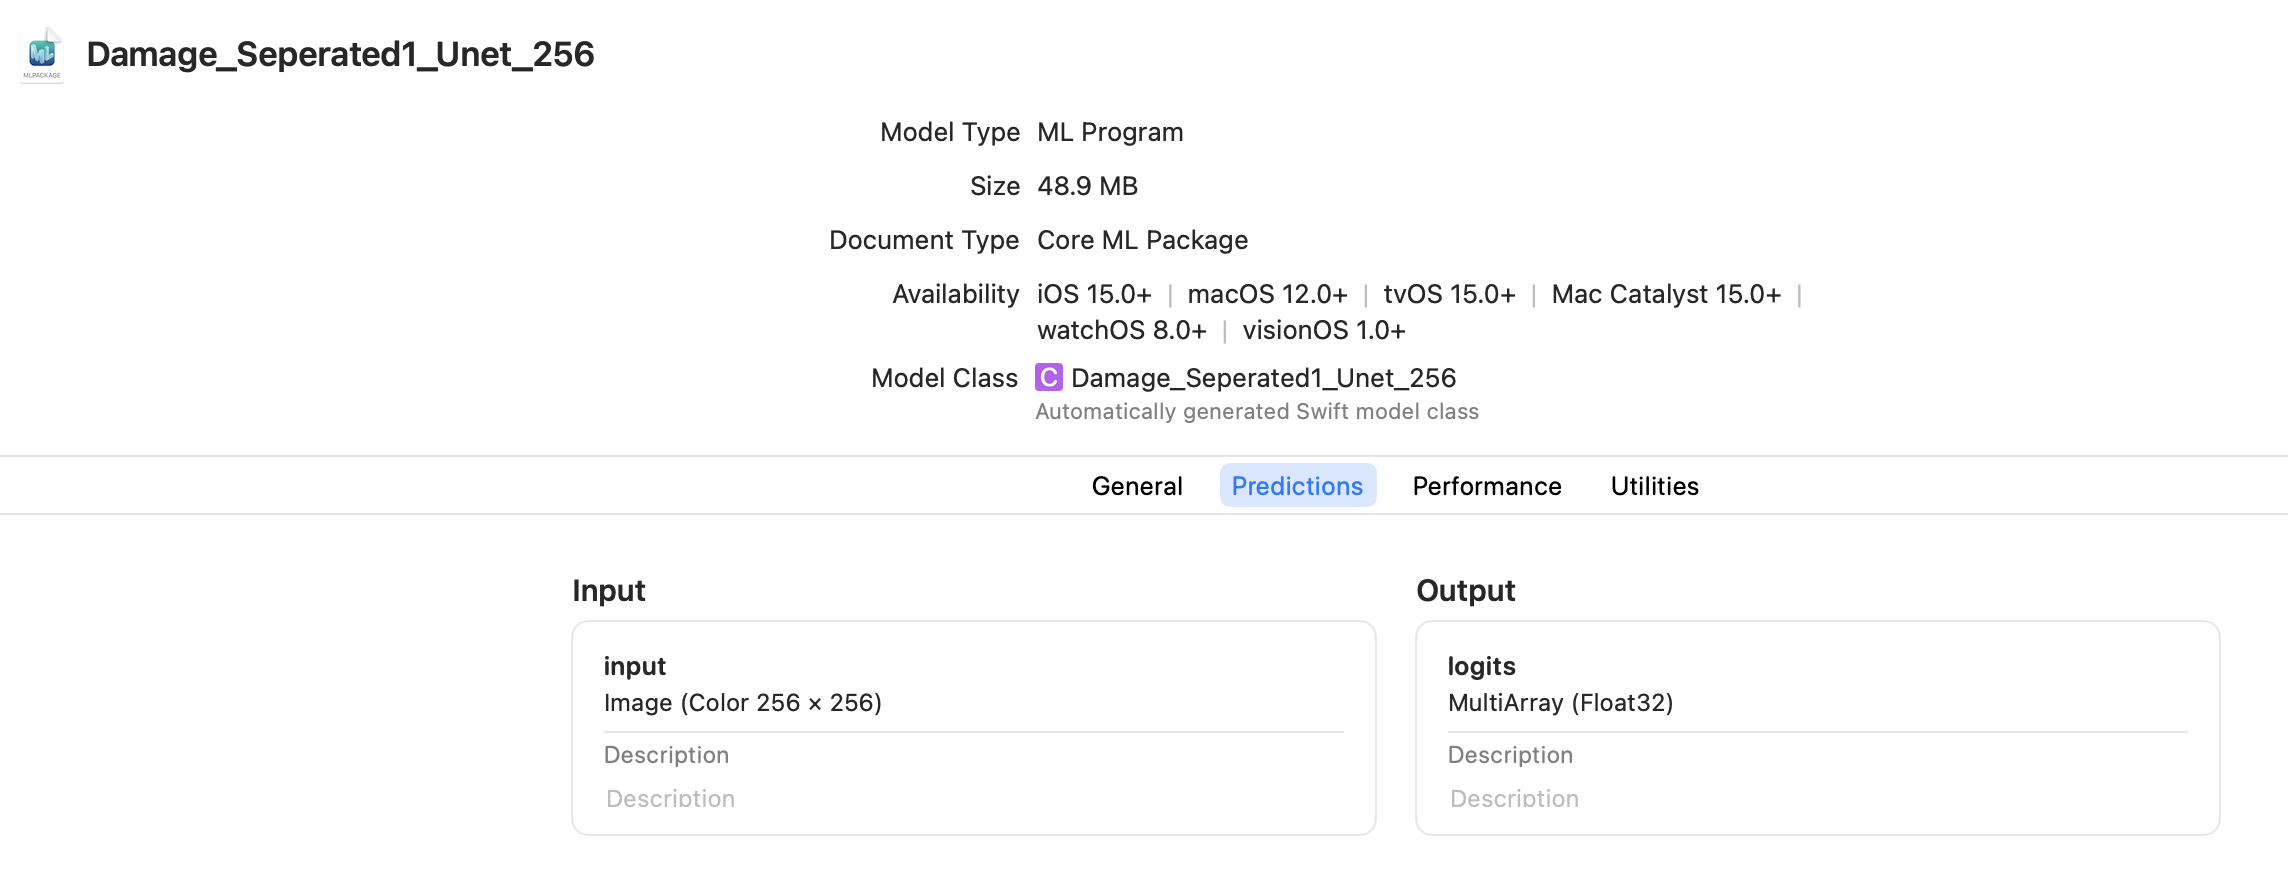 Damage_Seperated1_Unet_256
MLPACKAGE
Model Type ML Program
Size 48.9 MB
Document Type Core ML Package
Availability iOS 15.0+ | macOS 12.0+ | tvOS 15.0+ | Mac Catalyst 15.0+ |
watchOS 8.0+ | visionOS 1.0+
Model Class C Damage_Seperated1_Unet_256
Automatically generated Swift model class
General Predictions Performance Utilities
Input
input
Image (Color 256 × 256)
Description
Description
Output
logits
MultiArray (Float32)
Description
Description